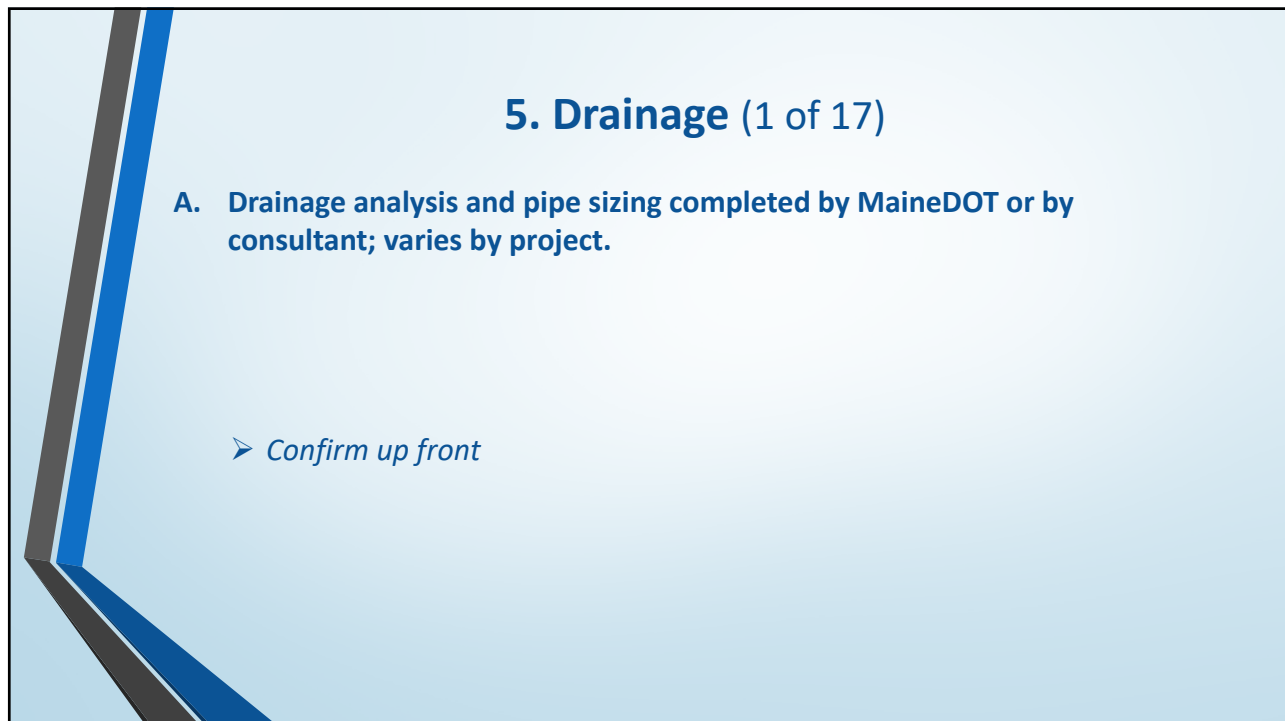 5. Drainage (1 of 17)
A. Drainage analysis and pipe sizing completed by MaineDOT or by
consultant; varies by project.
➢ Confirm up front